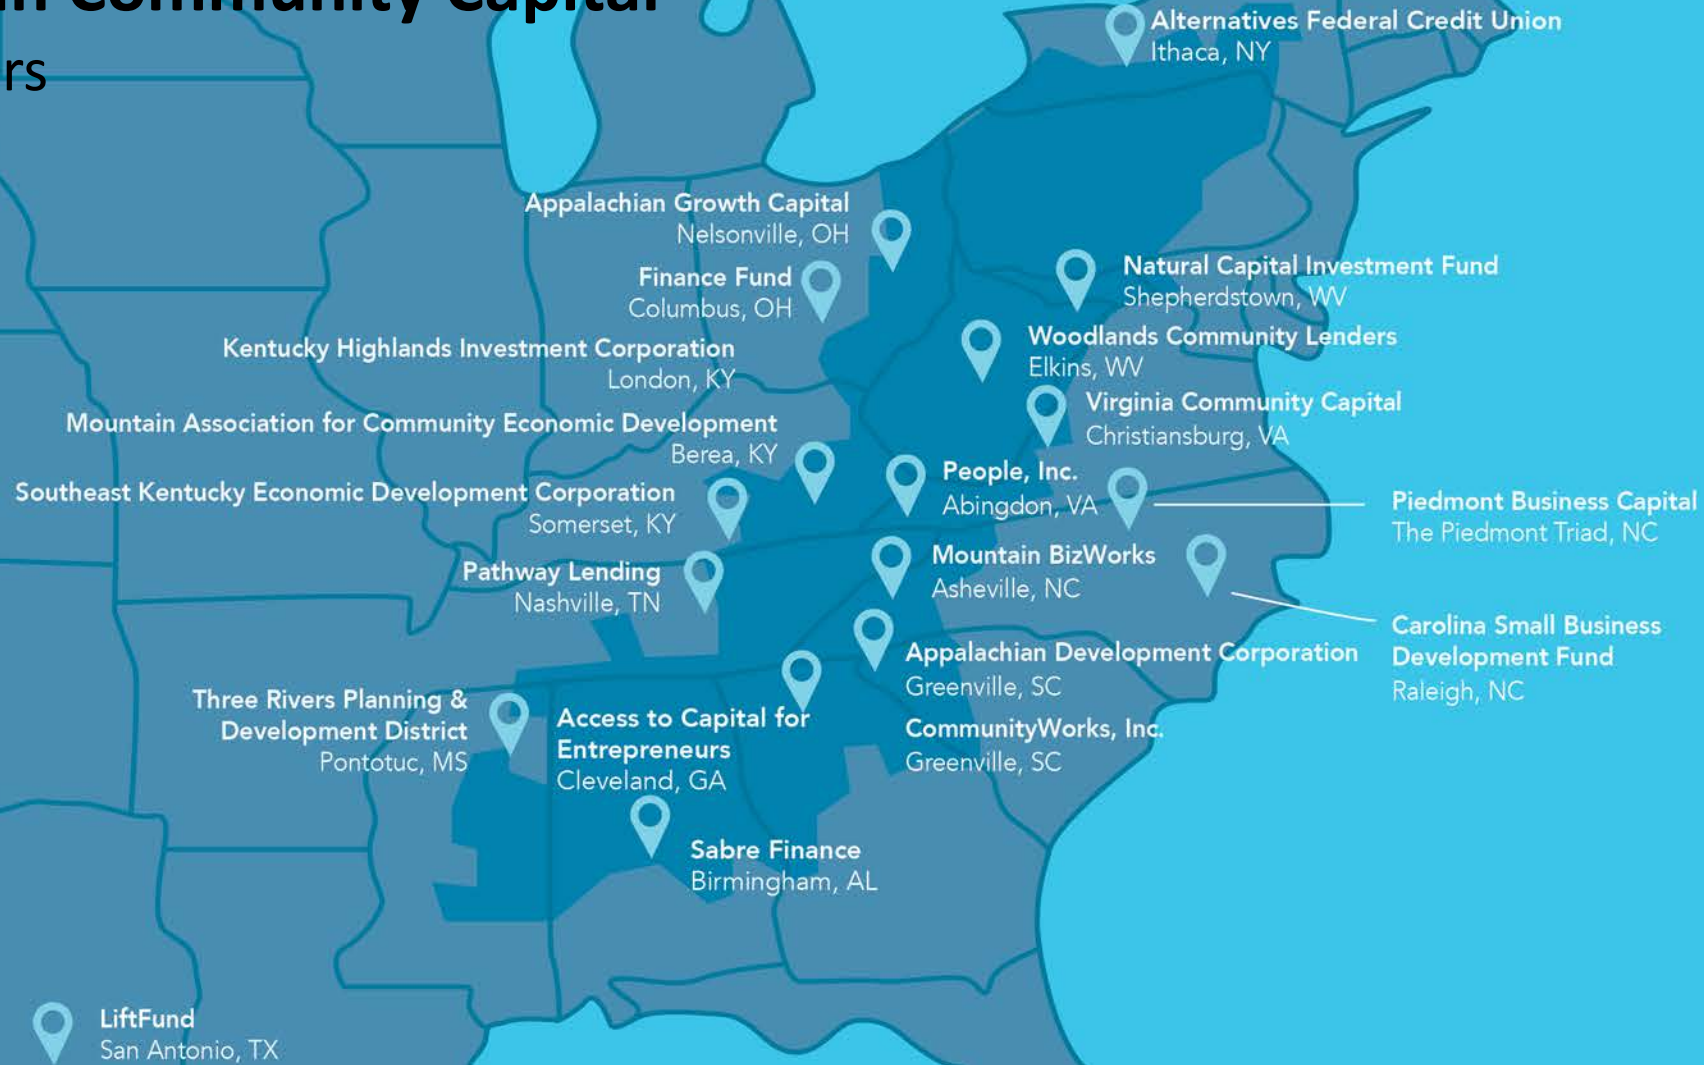 in Community Capital
rs
Alternatives Federal Credit Union
Ithaca, NY
Appalachian Growth Capital
Nelsonville, OH
Finance Fund
Columbus, OH
Natural Capital Investment Fund
Shepherdstown, WV
Woodlands Community Lenders
Elkins, WV
Kentucky Highlands Investment Corporation
London, KY
Virginia Community Capital
Christiansburg, VA
Mountain Association for Community Economic Development
Berea, KY
People, Inc.
Abingdon, VA
Southeast Kentucky Economic Development Corporation
Somerset, KY
Piedmont Business Capital
The Piedmont Triad, NC
Pathway Lending
Nashville, TN
Mountain BizWorks
Asheville, NC
Carolina Small Business
Development Fund
Raleigh, NC
Appalachian Development Corporation
Greenville, SC
Three Rivers Planning &
Development District
Pontotuc, MS
Access to Capital for
Entrepreneurs
Cleveland, GA
CommunityWorks, Inc.
Greenville, SC
Sabre Finance
Birmingham, AL
LiftFund
San Antonio, TX